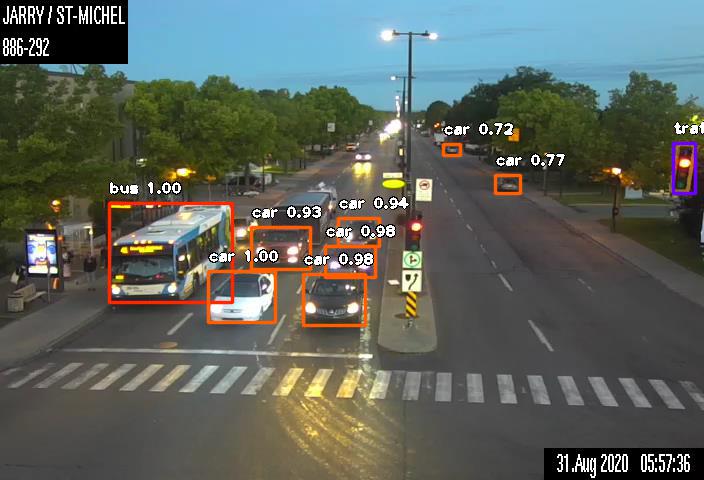 JARRY / ST-MICHEL
886-292
car 0.72
traf
car 0.77
bus 1.00
car 0.94
car 0.93
car 0.98
car 1.00
car 0.98
31.Aug 2020 05:57:36